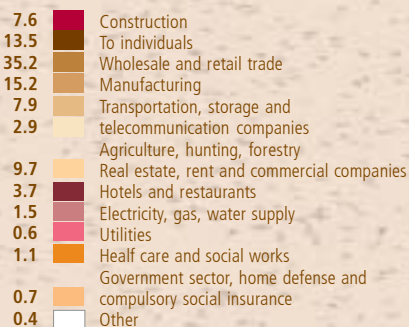 7.6 Construction
13.5 To individuals
35.2 Wholesale and retail trade
15.2 Manufacturing
7.9 Transportation, storage and
2.9 telecommunication companies
Agriculture, hunting, forestry
9.7 Real estate, rent and commercial companies
3.7 Hotels and restaurants
1.5 Electricity, gas, water supply
0.6 Utilities
1.1 Healf care and social works
Government sector, home defense and
0.7 compulsory social insurance
0.4 Other